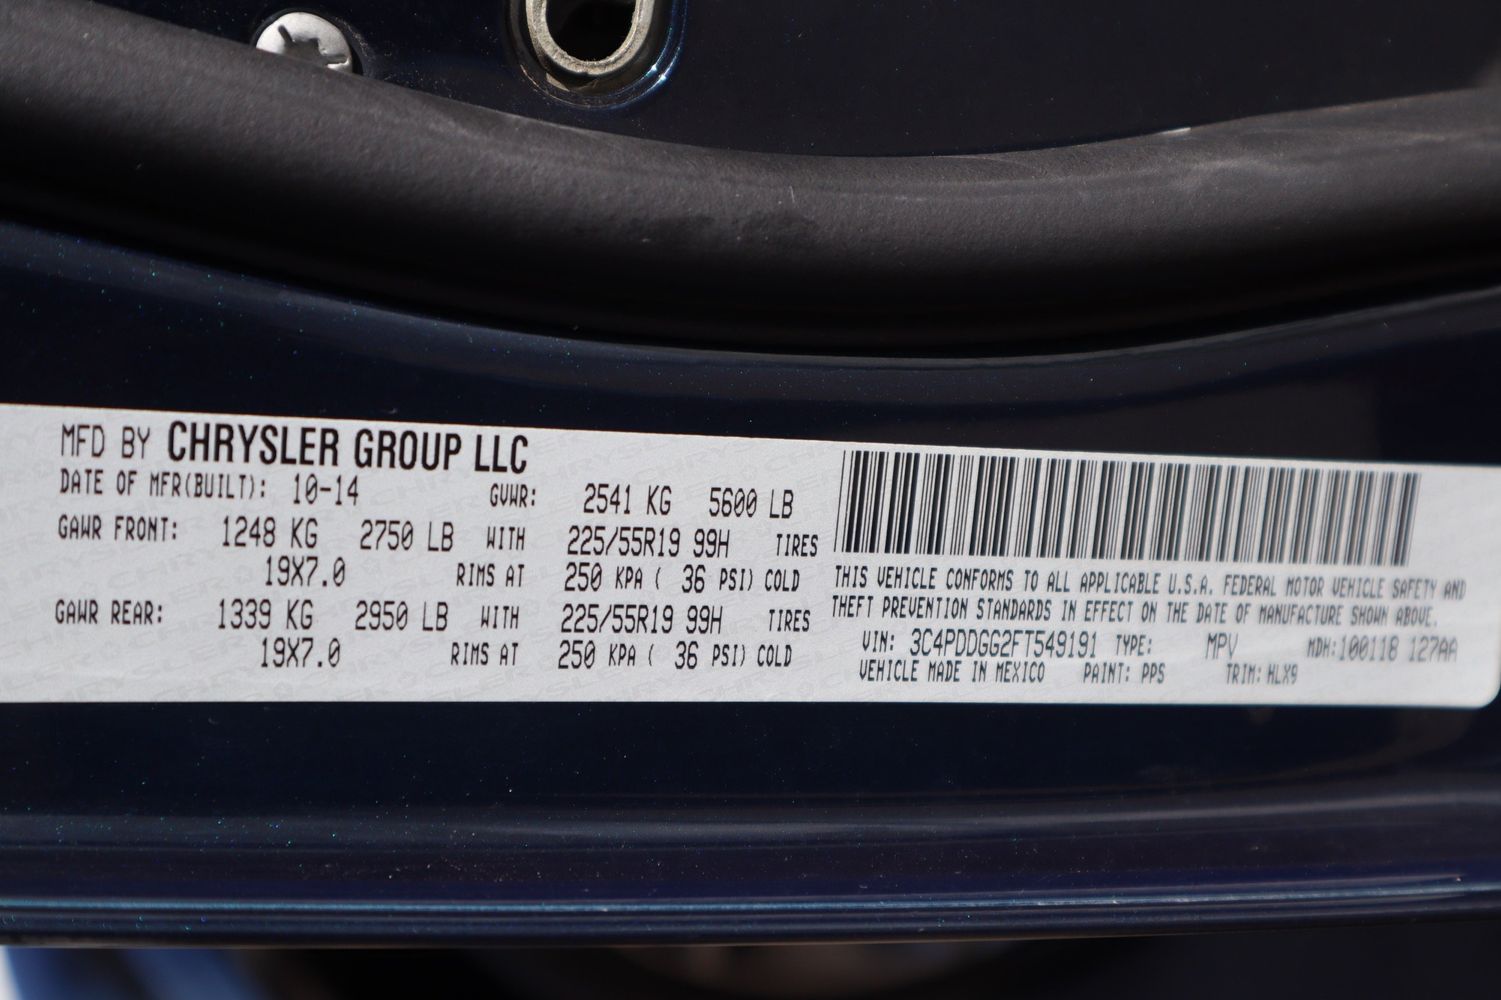 MFD BY CHRYSLER GROUP LLC
DATE OF MFR(BUILT): 10-14 GVWR: 2541 KG 5600 LB
GAWR FRONT: 1248 KG 2750 LB WITH 225/55R19 99H TIRES
19X7.0 RIMS AT 250 KPA ( 36 PSI) COLD
GAWR REAR: 1339 KG 2950 LB WITH 225/55R19 99H TIRES
19X7.0 RIMS AT 250 KPA ( 36 PSI) COLD
THIS VEHICLE CONFORMS TO ALL APPLICABLE U.S.A. FEDERAL MOTOR VEHICLE SAFETY AND
THEFT PREVENTION STANDARDS IN EFFECT ON THE DATE OF MANUFACTURE SHOWN ABOVE.
VIN: 3C4PDDGG2FT549191 TYPE: MPV MDH:100118 127AA
VEHICLE MADE IN MEXICO PAINT: PPS TRIM: HLX9